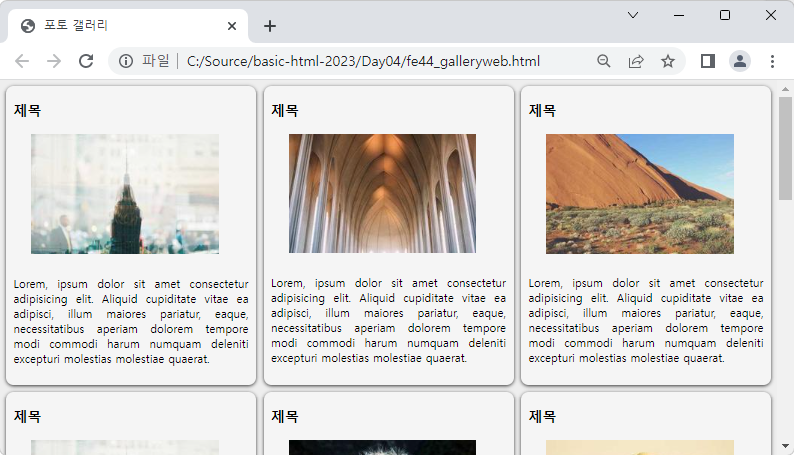 포토 갤러리
파일 | C:/Source/basic-html-2023/Day04/fe44_galleryweb.html
제목
Lorem, ipsum dolor sit amet consectetur
adipisicing elit. Aliquid cupiditate vitae ea
adipisci, illum maiores pariatur, eaque,
necessitatibus aperiam dolorem tempore
modi commodi harum numquam deleniti
excepturi molestias molestiae quaerat.
제목
Lorem, ipsum dolor sit amet consectetur
adipisicing elit. Aliquid cupiditate vitae ea
adipisci, illum maiores pariatur, eaque,
necessitatibus aperiam dolorem tempore
modi commodi harum numquam deleniti
excepturi molestias molestiae quaerat.
제목
Lorem, ipsum dolor sit amet consectetur
adipisicing elit. Aliquid cupiditate vitae ea
adipisci, illum maiores pariatur, eaque,
necessitatibus aperiam dolorem tempore
modi commodi harum numquam deleniti
excepturi molestias molestiae quaerat.
제목
제목
제목